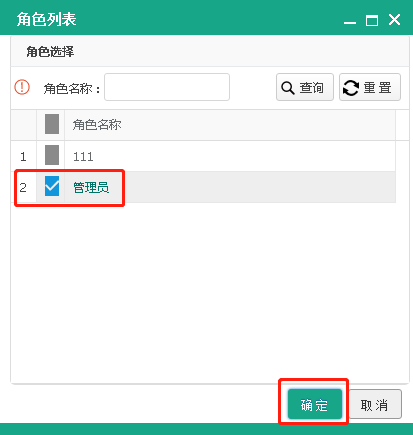 角色列表
角色选择
角色名称： 查询 重置
角色名称
1 111
2 管理员
确定 取消